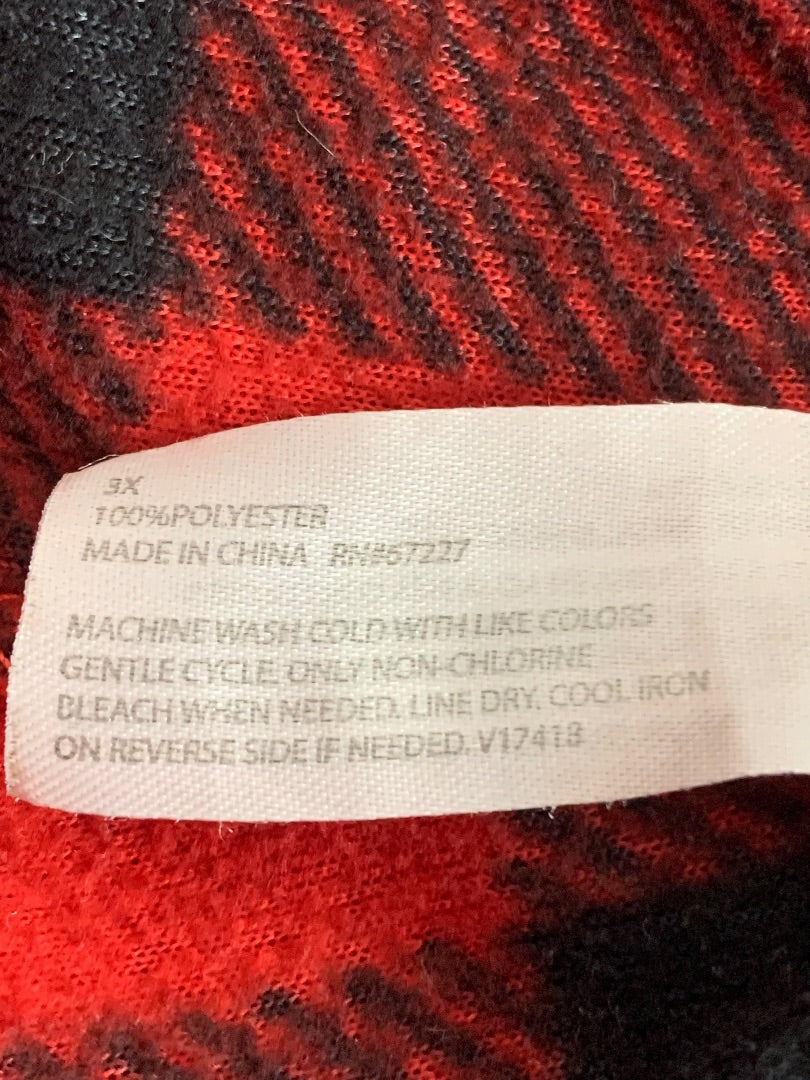 3X
100%POLYESTER
MADE IN CHINA RN#67227
MACHINE WASH COLD WITH LIKE COLORS
GENTLE CYCLE. ONLY NON-CHLORINE
BLEACH WHEN NEEDED. LINE DRY. COOL IRON
ON REVERSE SIDE IF NEEDED. V17418